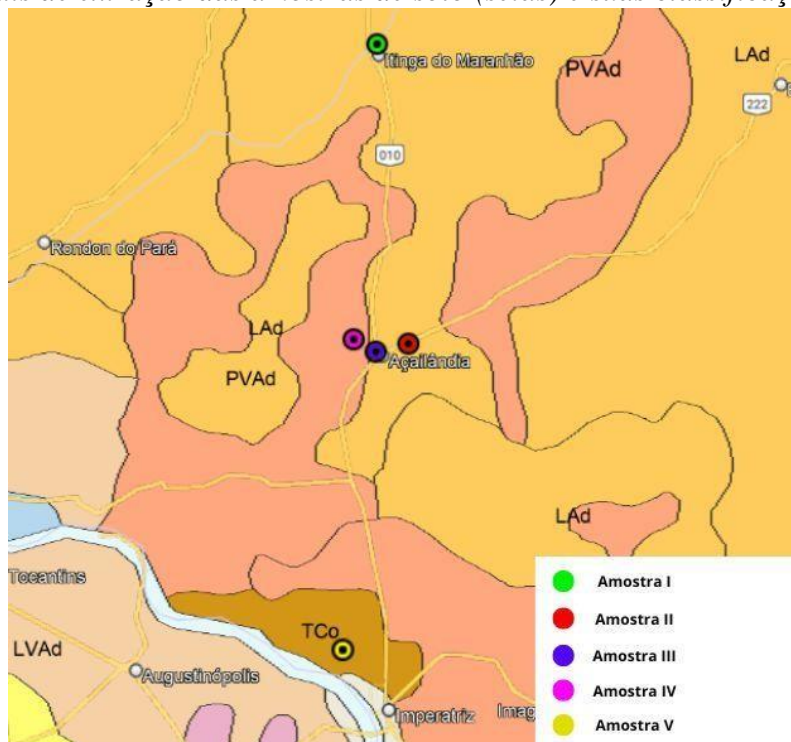 Itinga do Maranhão
PVAd
LAd
222
010
Rondon do Pará
LAd
Açailândia
PVAd
LAd
Tocantins
TCo
LVAd
Augustinópolis
Imperatriz
Imag
Amostra I
Amostra II
Amostra III
Amostra IV
Amostra V